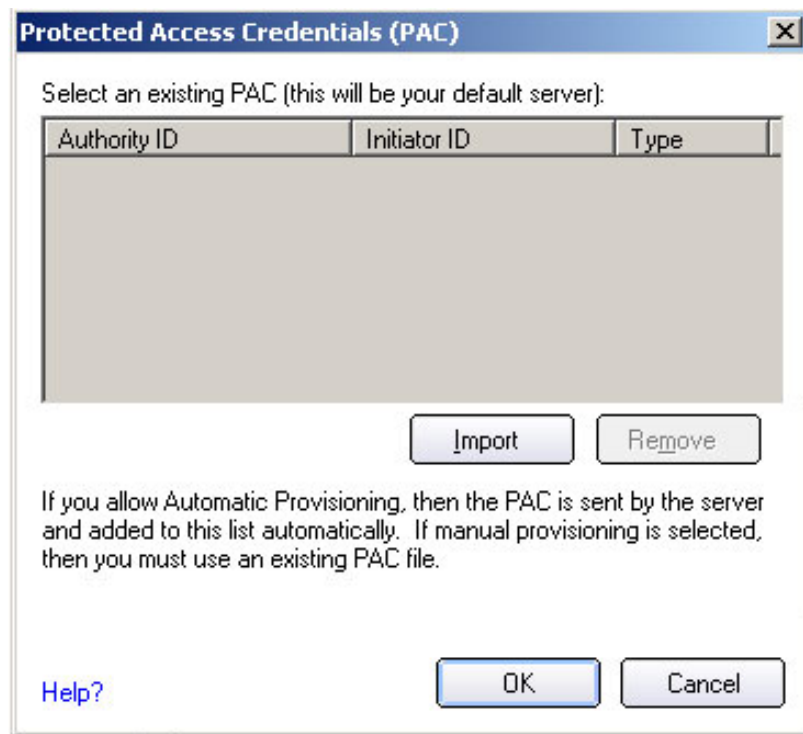 Protected Access Credentials (PAC)
Select an existing PAC (this will be your default server):
Authority ID Initiator ID Type
Import Remove
If you allow Automatic Provisioning, then the PAC is sent by the server
and added to this list automatically. If manual provisioning is selected,
then you must use an existing PAC file.
Help? OK Cancel